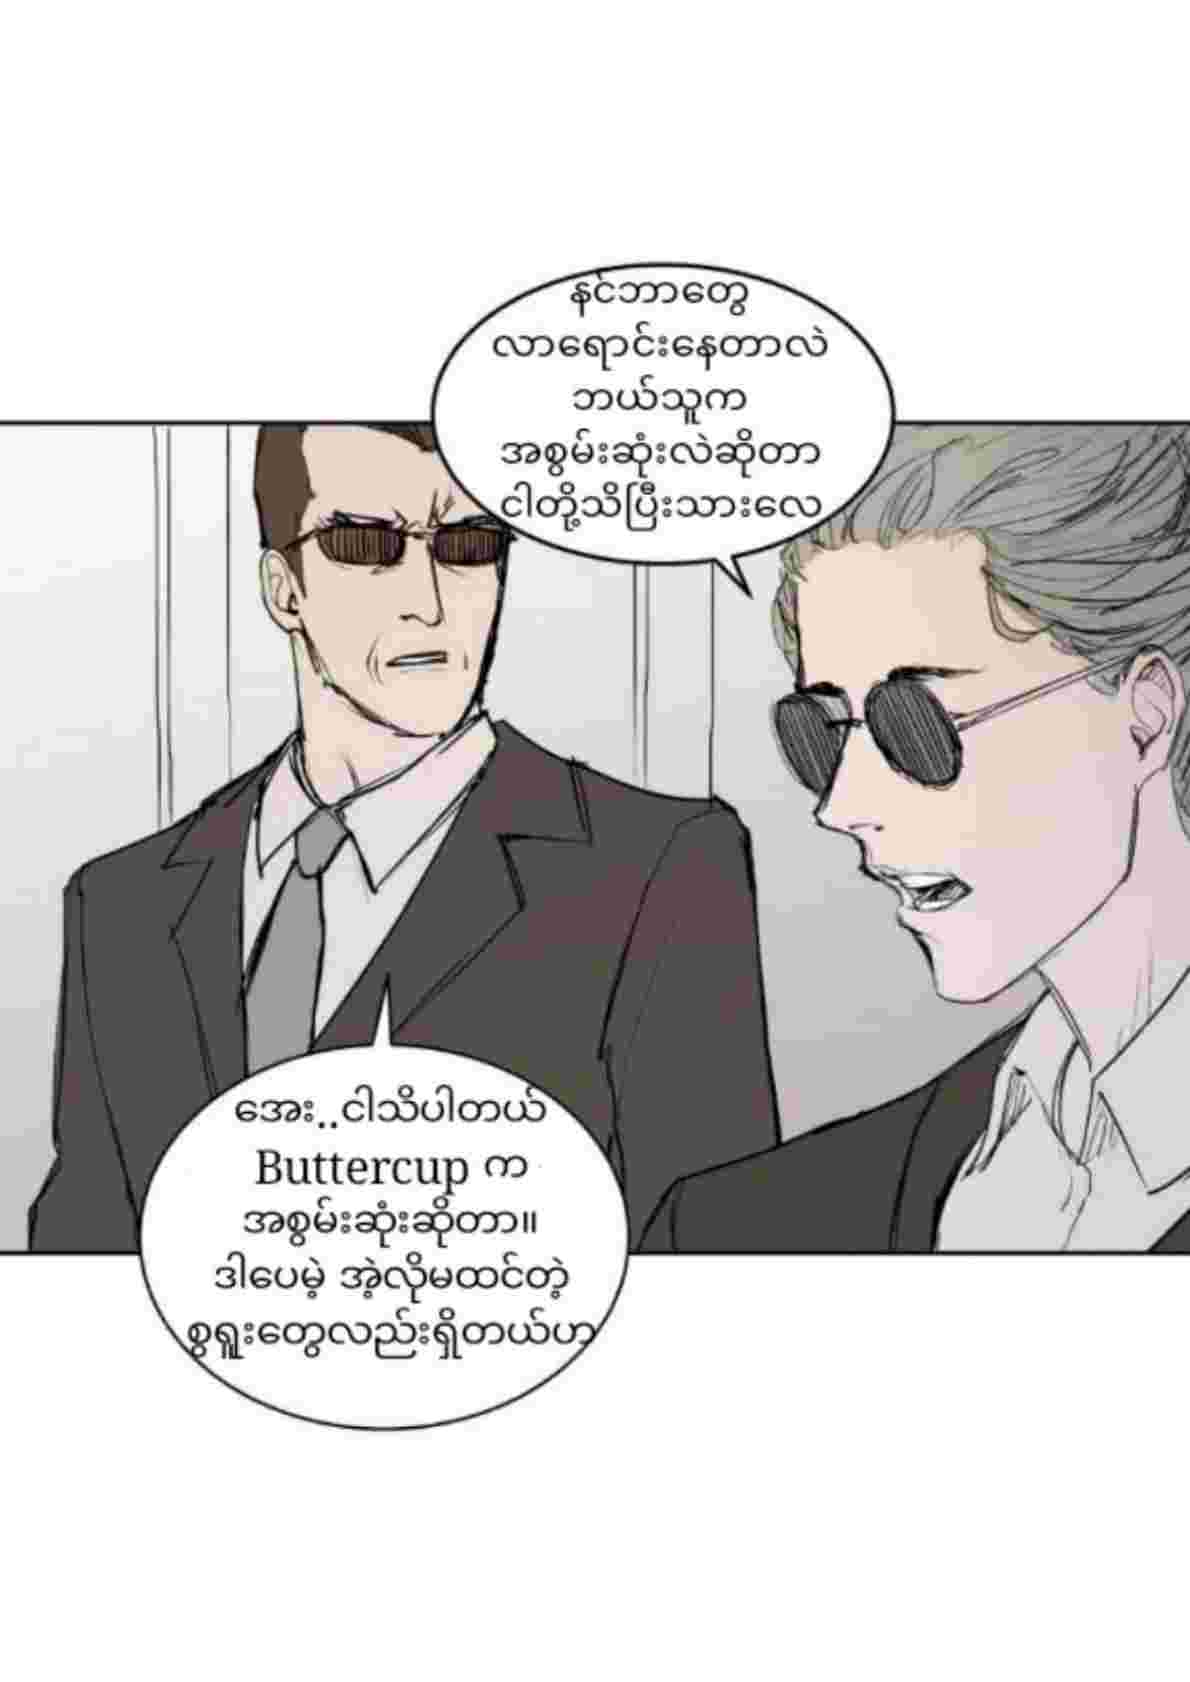 နင်ဘာတွေ
လာရောင်းနေတာလဲ
ဘယ်သူက
အစွမ်းဆုံးလဲဆိုတာ
ငါတို့သိပြီးသားလေ
အေး..ငါသိပါတယ်
Buttercup က
အစွမ်းဆုံးဆိုတာ။
ဒါပေမဲ့ အဲ့လိုမထင်တဲ့
စွရူးတွေလည်းရှိတယ်ဟ